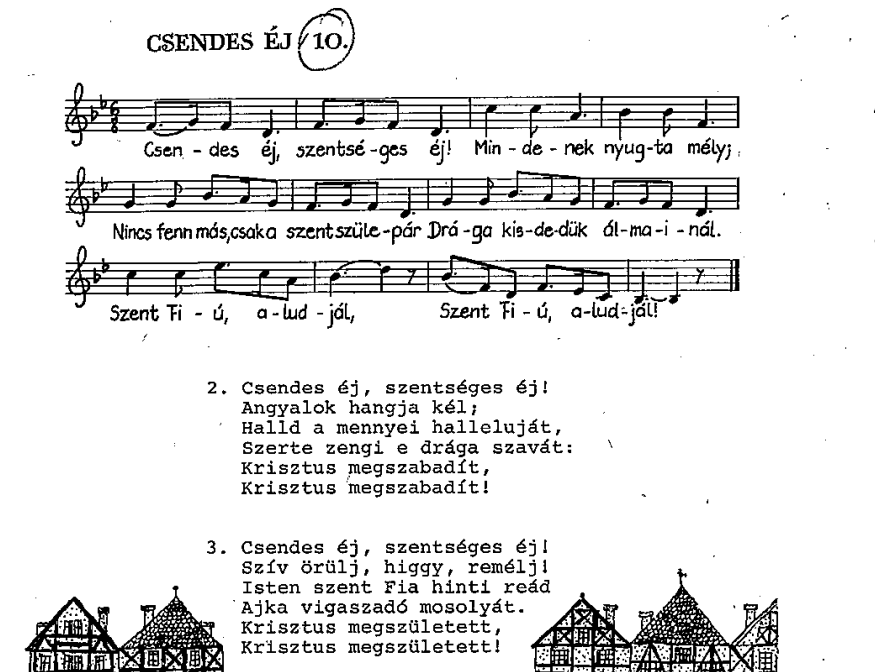 CSENDES ÉJ /10.
6
8
Csen - des éj, szentsé - ges éj! Min - de - nek nyug - ta mély;
Nincs fenn más, csak a szent szüle - pár Drá - ga kis - de - dük ál - ma - i - nál.
Szent Fi - ú, a - lud - jál, Szent Fi - ú, a - lud - jál!
2. Csendes éj, szentséges éj!
Angyalok hangja kél;
Halld a mennyei halleluját,
Szerte zengi e drága szavát:
Krisztus megszabadít,
Krisztus megszabadít!
3. Csendes éj, szentséges éj!
Szív örülj, higgy, remélj!
Isten szent Fia hinti reád
Ajka vigaszadó mosolyát.
Krisztus megszületett,
Krisztus megszületett!